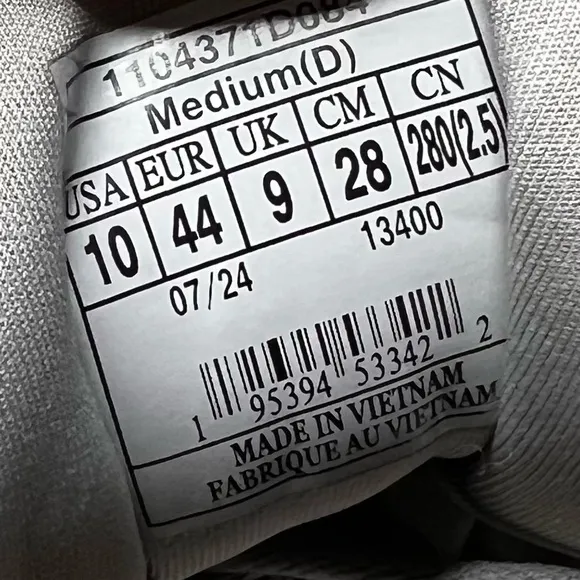 1104371D084
Medium(D)
USA EUR UK CM CN
10 44 9 28 280(2.5)
13400
07/24
1 95394 53342 2
MADE IN VIETNAM
FABRIQUE AU VIETNAM